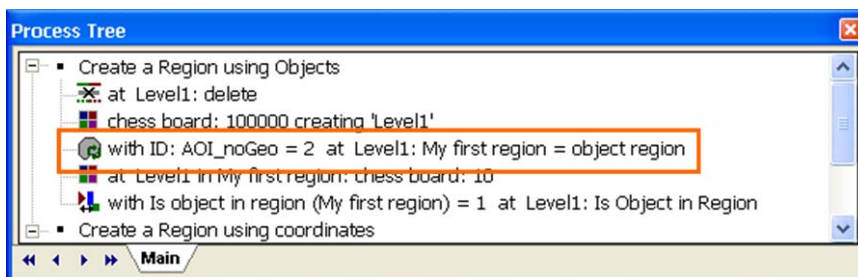 Process Tree
Create a Region using Objects
at Level1: delete
chess board: 100000 creating 'Level1'
with ID: AOI_noGeo = 2 at Level1: My first region = object region
at Level1 in My first region: chess board: 10
with Is object in region (My first region) = 1 at Level1: Is Object in Region
Create a Region using coordinates
Main